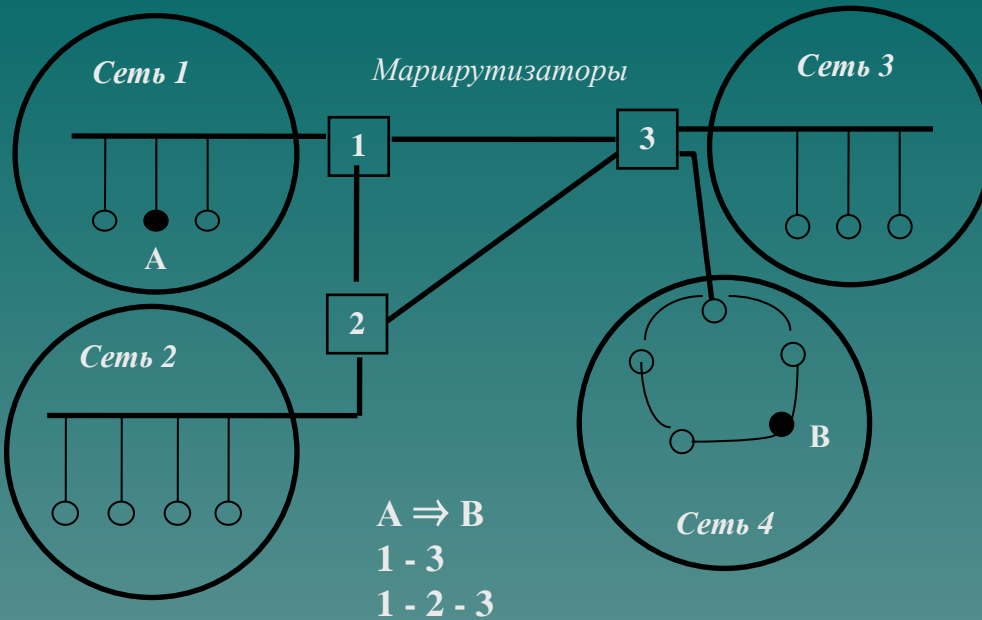 Сеть 1
Маршрутизаторы
Сеть 3
1
3
A
2
Сеть 2
B
A ⇒ B
1 - 3
1 - 2 - 3
Сеть 4